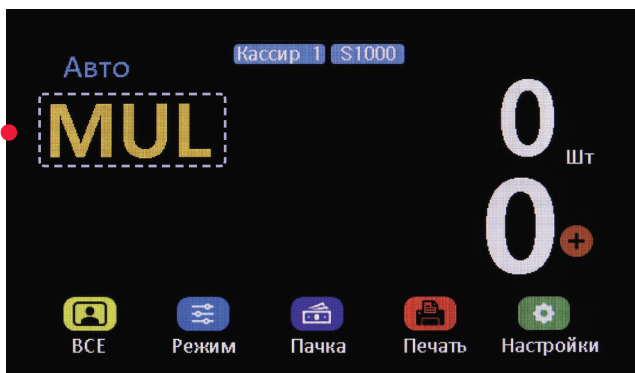 Авто
Кассир 1 S1000
MUL
0 Шт
0 +
ВСЕ Режим Пачка Печать Настройки